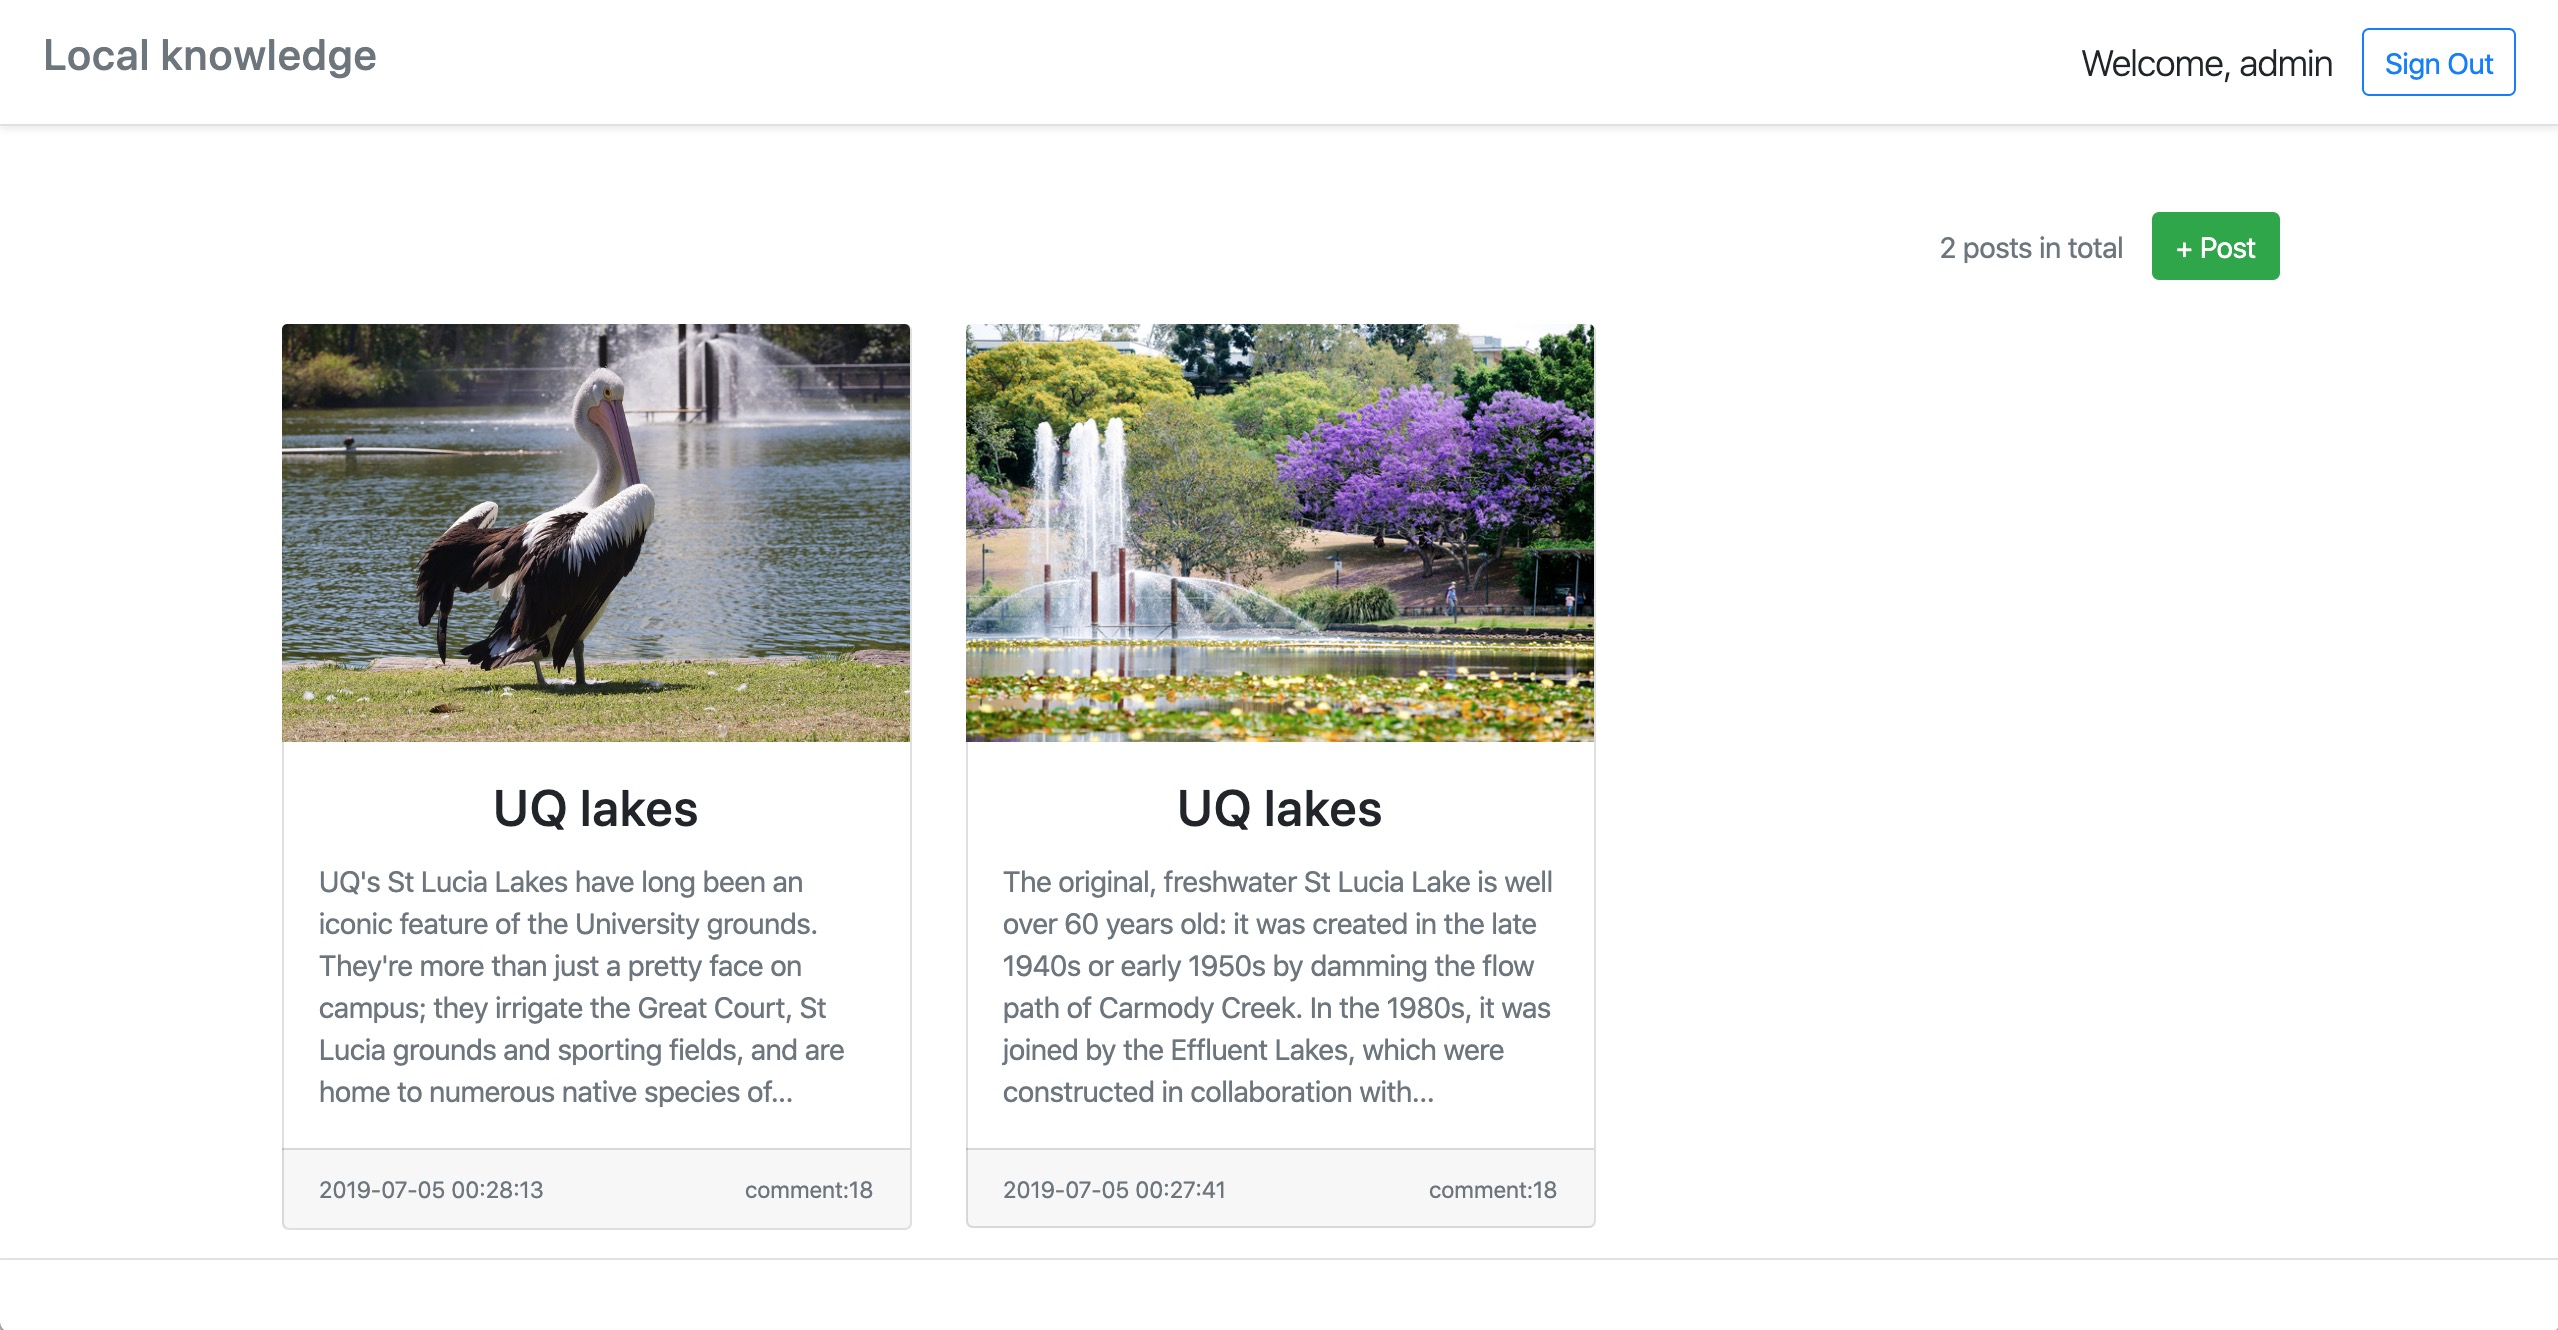 Local knowledge
Welcome, admin
Sign Out
2 posts in total
+ Post
UQ lakes
UQ's St Lucia Lakes have long been an
iconic feature of the University grounds.
They're more than just a pretty face on
campus; they irrigate the Great Court, St
Lucia grounds and sporting fields, and are
home to numerous native species of...
2019-07-05 00:28:13
comment:18
UQ lakes
The original, freshwater St Lucia Lake is well
over 60 years old: it was created in the late
1940s or early 1950s by damming the flow
path of Carmody Creek. In the 1980s, it was
joined by the Effluent Lakes, which were
constructed in collaboration with...
2019-07-05 00:27:41
comment:18